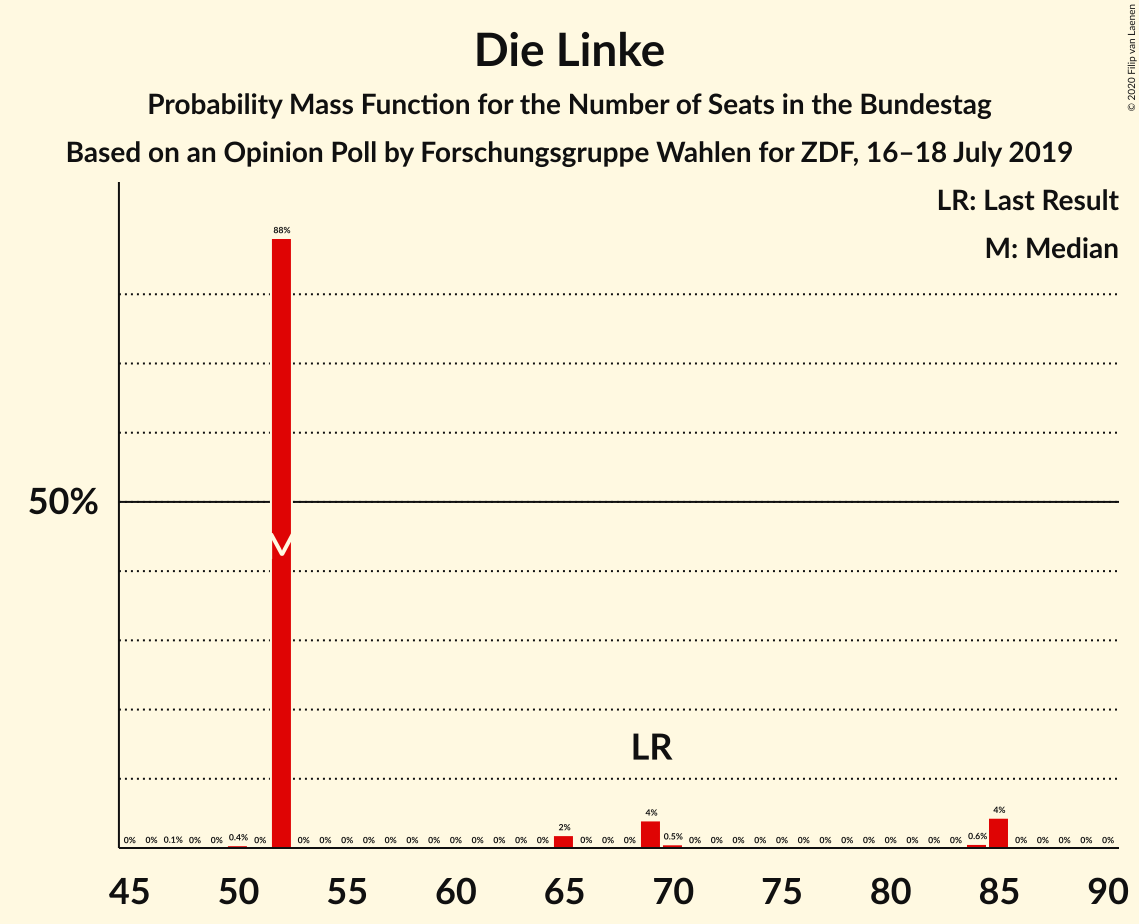 Die Linke
Probability Mass Function for the Number of Seats in the Bundestag
Based on an Opinion Poll by Forschungsgruppe Wahlen for ZDF, 16–18 July 2019
© 2020 Filip van Laenen
LR: Last Result
M: Median
50%
88%
LR
0% 0% 0.1% 0% 0% 0.4% 0% 0% 0% 0% 0% 0% 0% 0% 0% 0% 0% 0% 0% 2% 0% 0% 0% 4% 0.5% 0% 0% 0% 0% 0% 0% 0% 0% 0% 0% 0% 0% 0% 0.6% 4% 0% 0% 0% 0% 0%
45 50 55 60 65 70 75 80 85 90